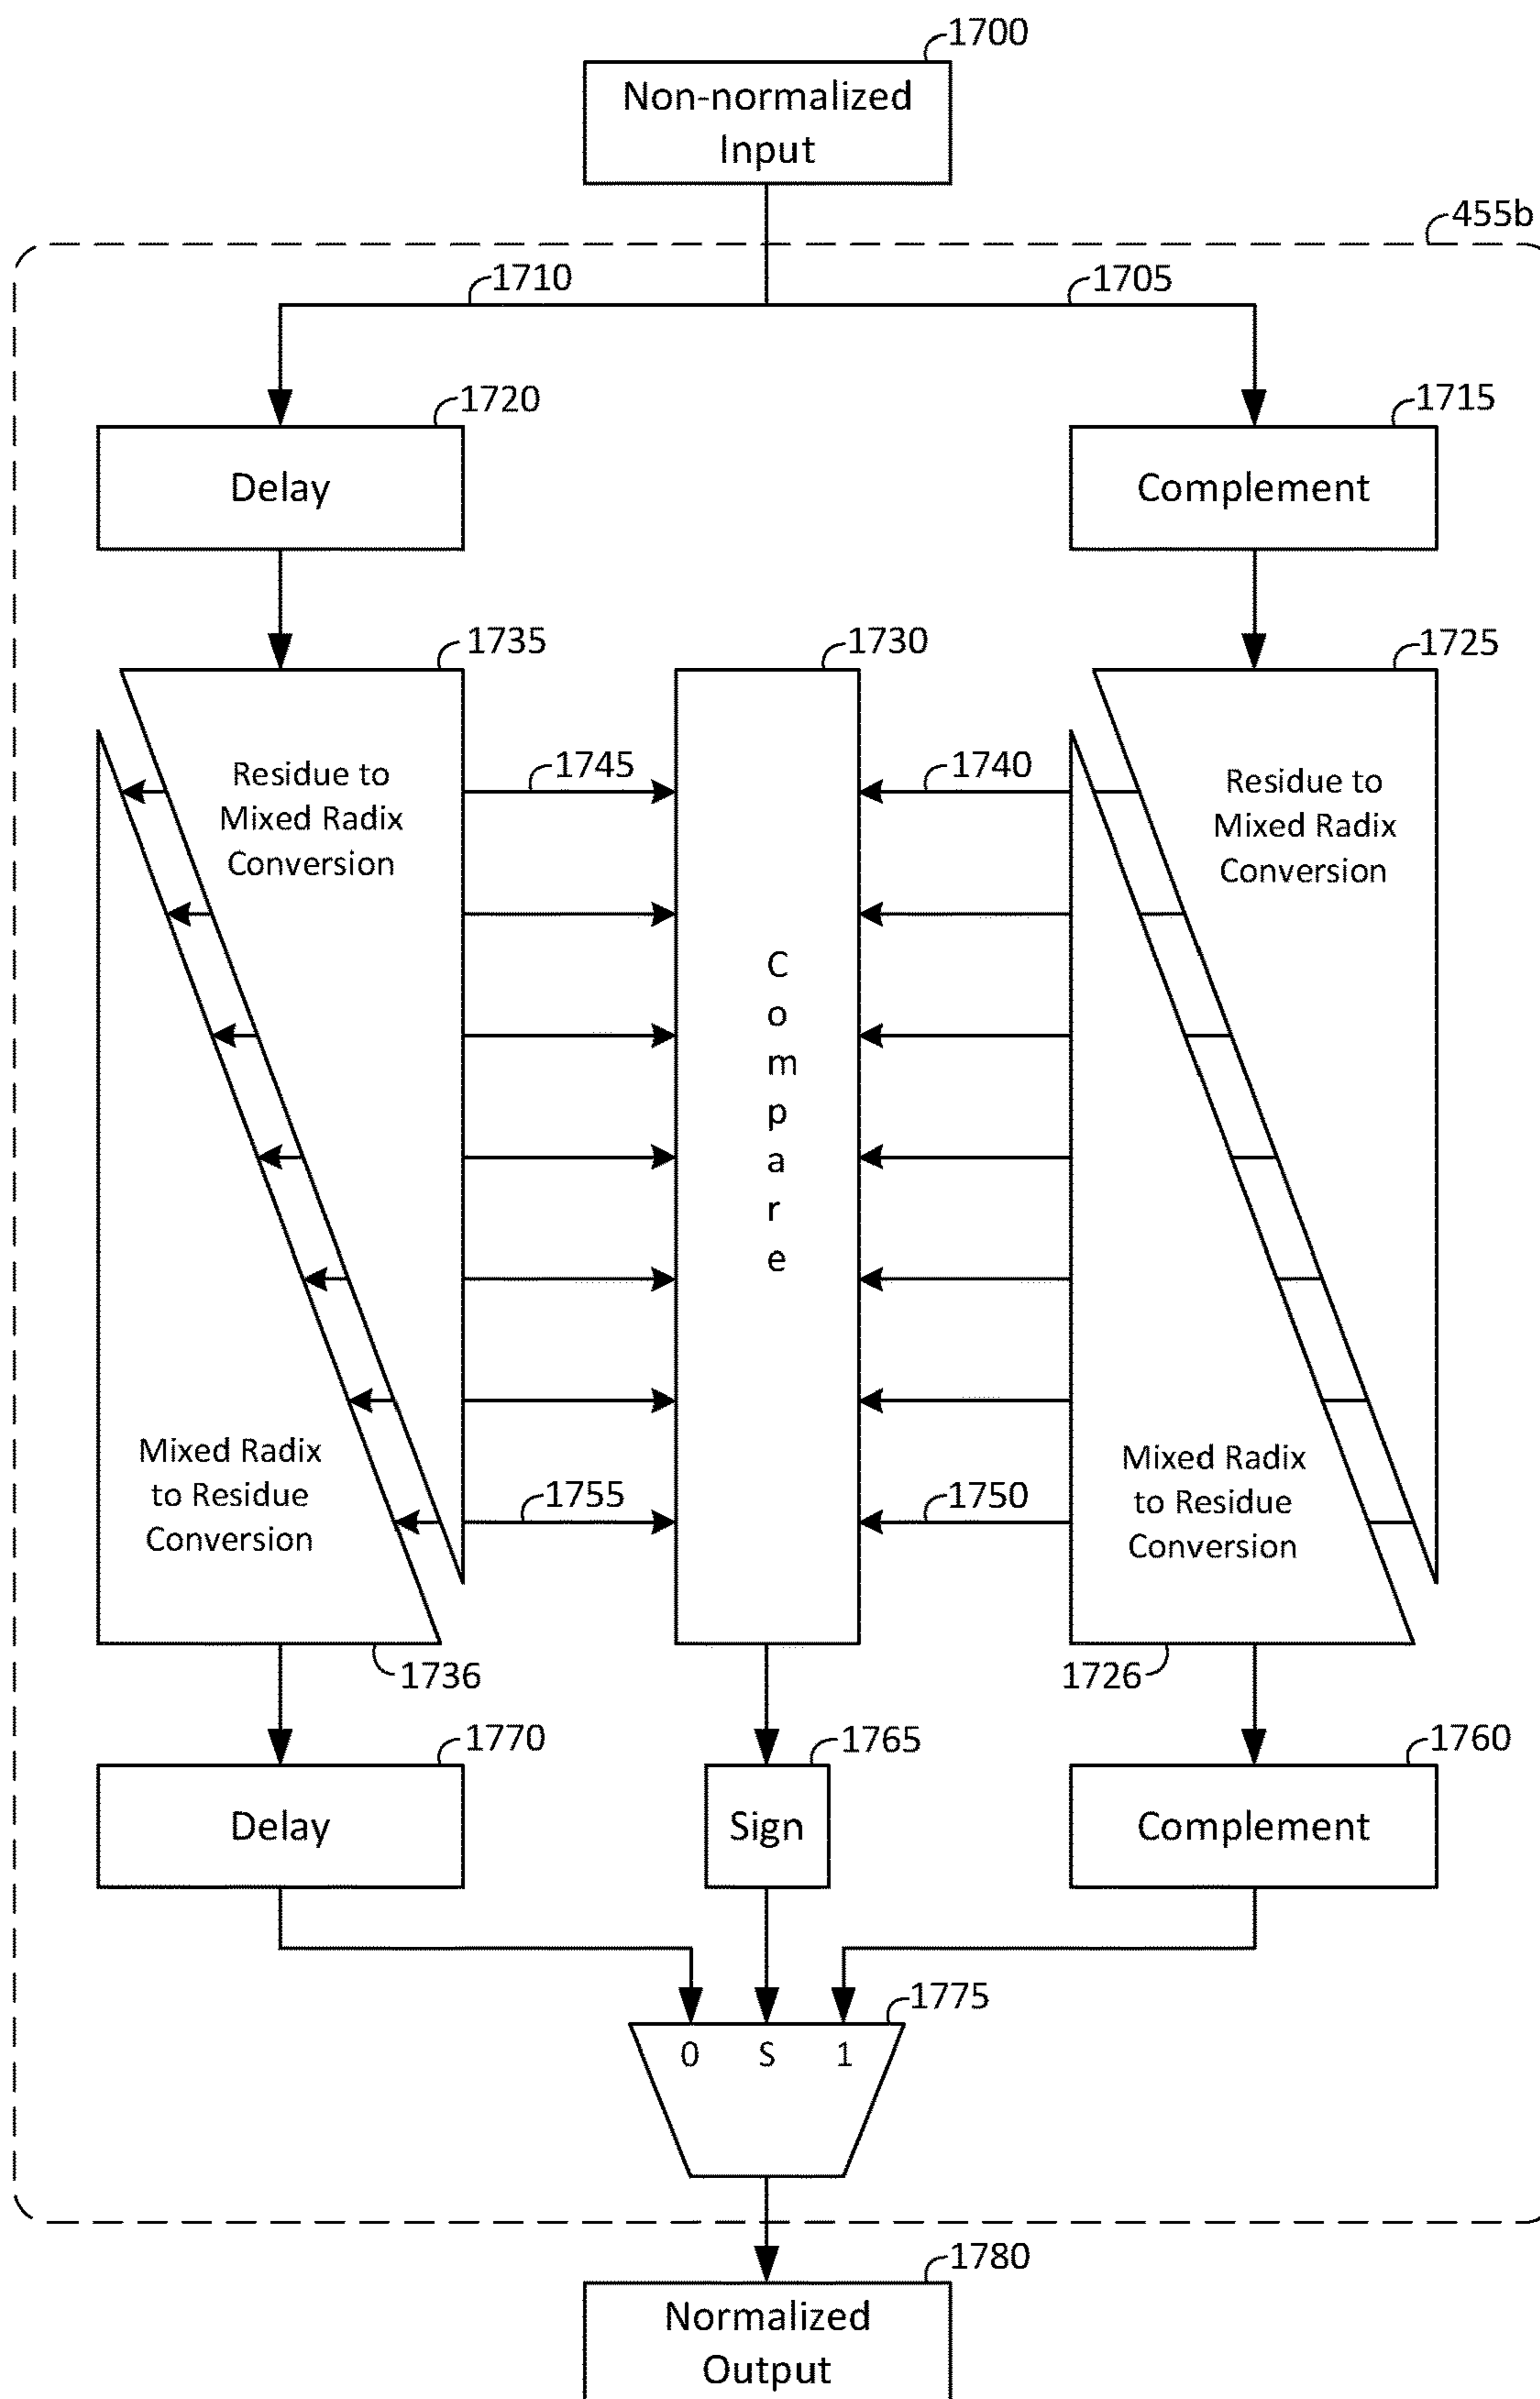 1700
Non-normalized
Input
455b
1710
1705
1720
1715
Delay
Complement
1735
1730
1725
Residue to
Mixed Radix
Conversion
1745
1740
Residue to
Mixed Radix
Conversion
C
o
m
p
a
r
e
Mixed Radix
to Residue
Conversion
1755
1750
Mixed Radix
to Residue
Conversion
1736
1726
1770
1765
1760
Delay
Sign
Complement
1775
0 S 1
1780
Normalized
Output